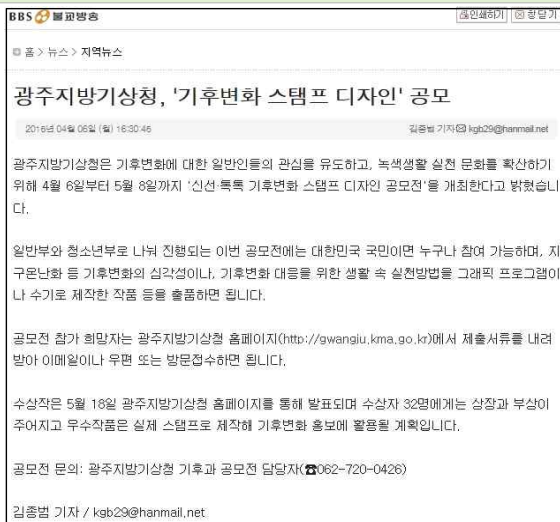 BBS 불교방송
인쇄하기 창닫기
홈 > 뉴스 > 지역뉴스
광주지방기상청, '기후변화 스탬프 디자인' 공모
2016년 04월 06일 (월) 16:30:46 김종범 기자 kgb29@hanmail.net
광주지방기상청은 기후변화에 대한 일반인들의 관심을 유도하고, 녹색생활 실천 문화를 확산하기
위해 4월 6일부터 5월 8일까지 '신선·톡톡 기후변화 스탬프 디자인 공모전'을 개최한다고 밝혔습니
다.
일반부와 청소년부로 나눠 진행되는 이번 공모전에는 대한민국 국민이면 누구나 참여 가능하며, 지
구온난화 등 기후변화의 심각성이나, 기후변화 대응을 위한 생활 속 실천방법을 그래픽 프로그램이
나 수기로 제작한 작품 등을 출품하면 됩니다.
공모전 참가 희망자는 광주지방기상청 홈페이지(http://gwangju.kma.go.kr)에서 제출서류를 내려
받아 이메일이나 우편 또는 방문접수하면 됩니다.
수상작은 5월 18일 광주지방기상청 홈페이지를 통해 발표되며 수상자 32명에게는 상장과 부상이
주어지고 우수작품은 실제 스탬프로 제작해 기후변화 홍보에 활용될 계획입니다.
공모전 문의: 광주지방기상청 기후과 공모전 담당자(☎062-720-0426)
김종범 기자 / kgb29@hanmail.net